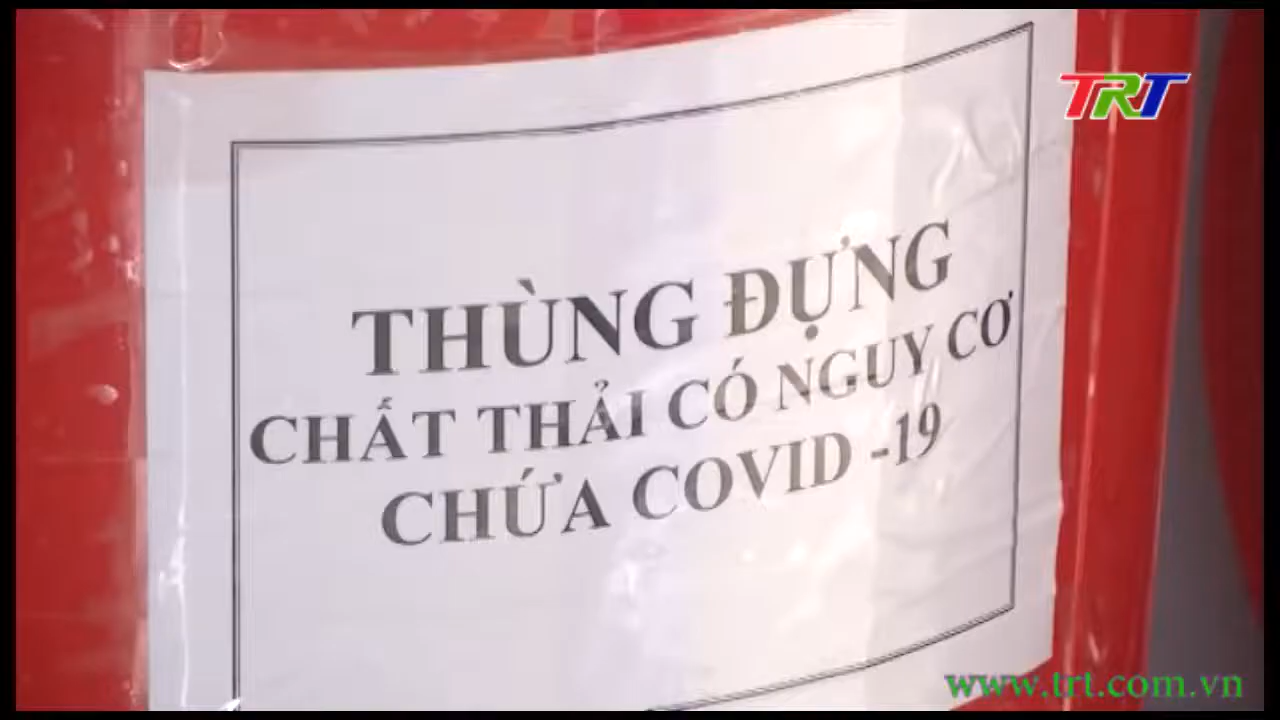 TRT
THÙNG ĐỰNG
CHẤT THẢI CÓ NGUY CƠ
CHỨA COVID -19
www.trt.com.vn